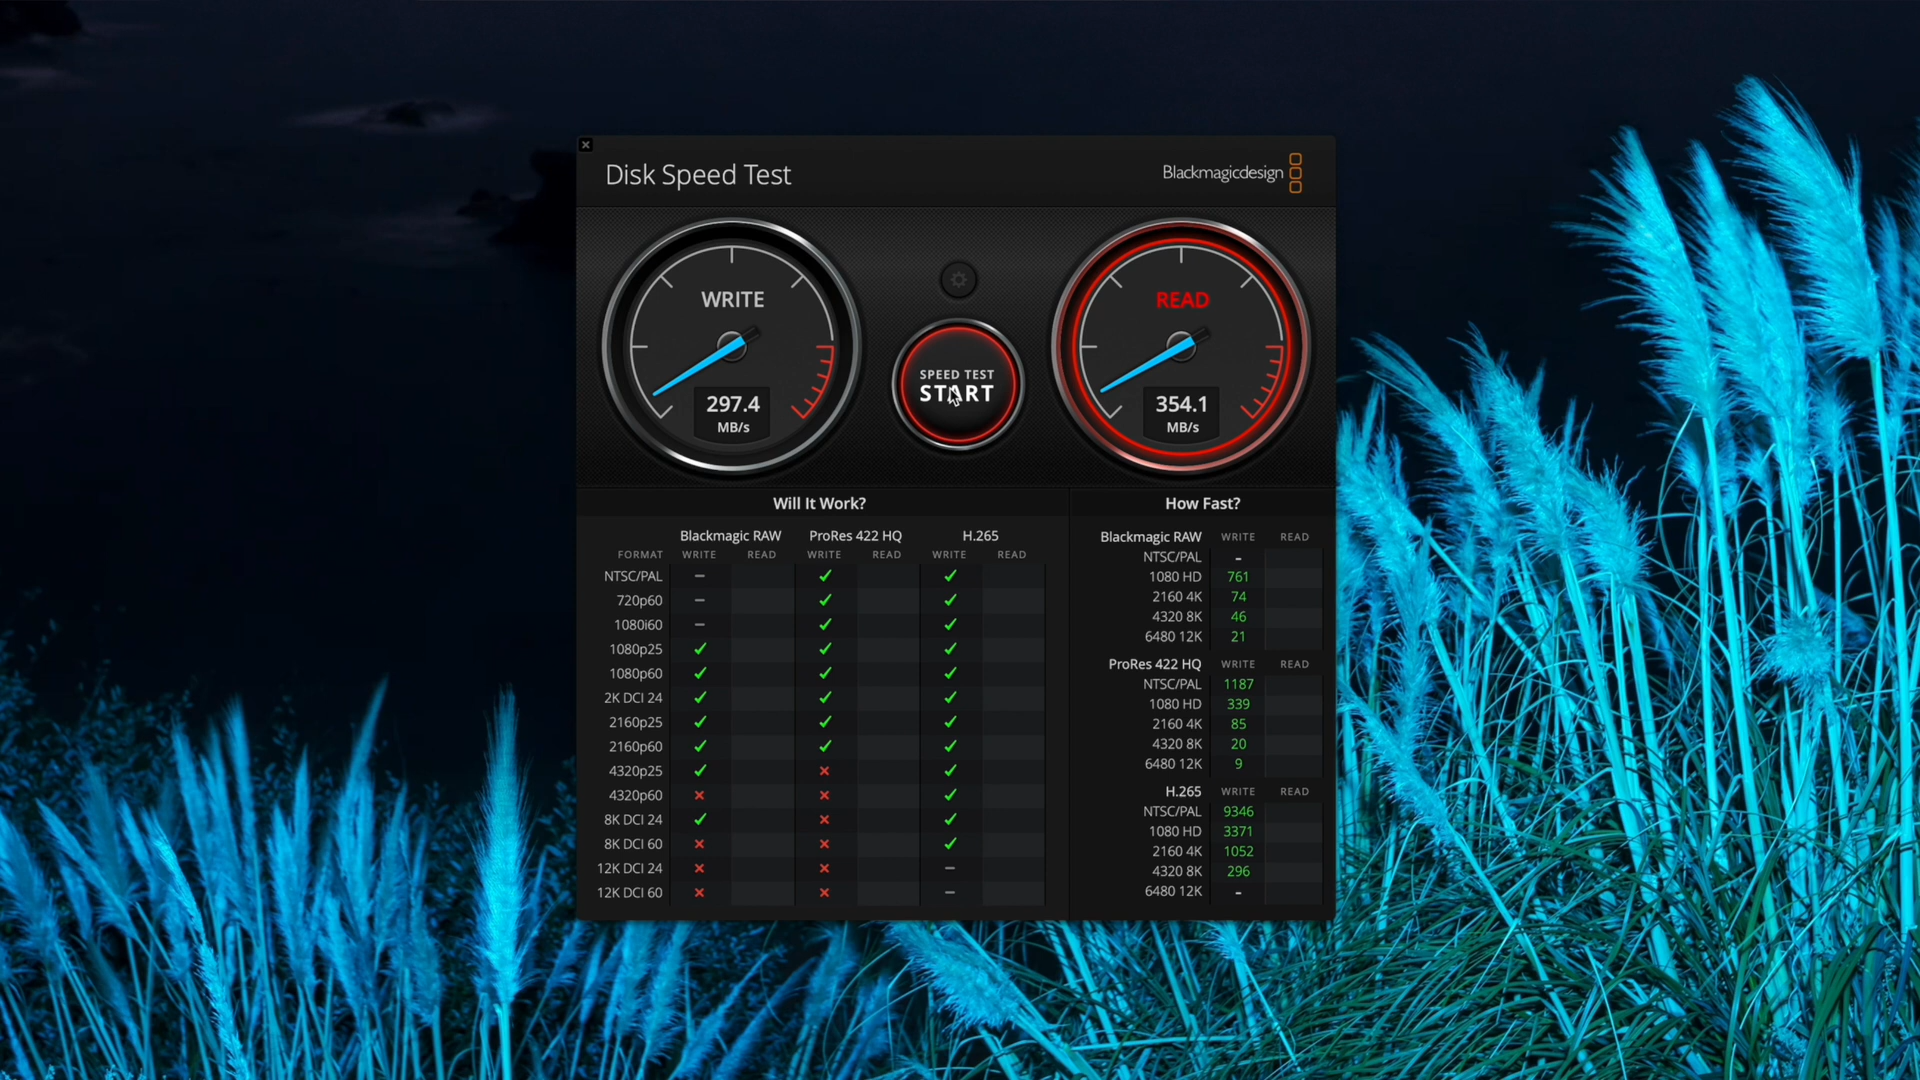 Disk Speed Test
Blackmagicdesign
WRITE
297.4
MB/s
SPEED TEST
START
READ
354.1
MB/s
Will It Work?
Blackmagic RAW ProRes 422 HQ H.265
FORMAT WRITE READ WRITE READ WRITE READ
NTSC/PAL – ✓ ✓
720p60 – ✓ ✓
1080i60 – ✓ ✓
1080p25 ✓ ✓ ✓
1080p60 ✓ ✓ ✓
2K DCI 24 ✓ ✓ ✓
2160p25 ✓ ✓ ✓
2160p60 ✓ ✓ ✓
4320p25 ✓ × ✓
4320p60 × × ✓
8K DCI 24 ✓ × ✓
8K DCI 60 × × ✓
12K DCI 24 × × –
12K DCI 60 × × –
How Fast?
Blackmagic RAW WRITE READ
NTSC/PAL -
1080 HD 761
2160 4K 74
4320 8K 46
6480 12K 21
ProRes 422 HQ WRITE READ
NTSC/PAL 1187
1080 HD 339
2160 4K 85
4320 8K 20
6480 12K 9
H.265 WRITE READ
NTSC/PAL 9346
1080 HD 3371
2160 4K 1052
4320 8K 296
6480 12K -